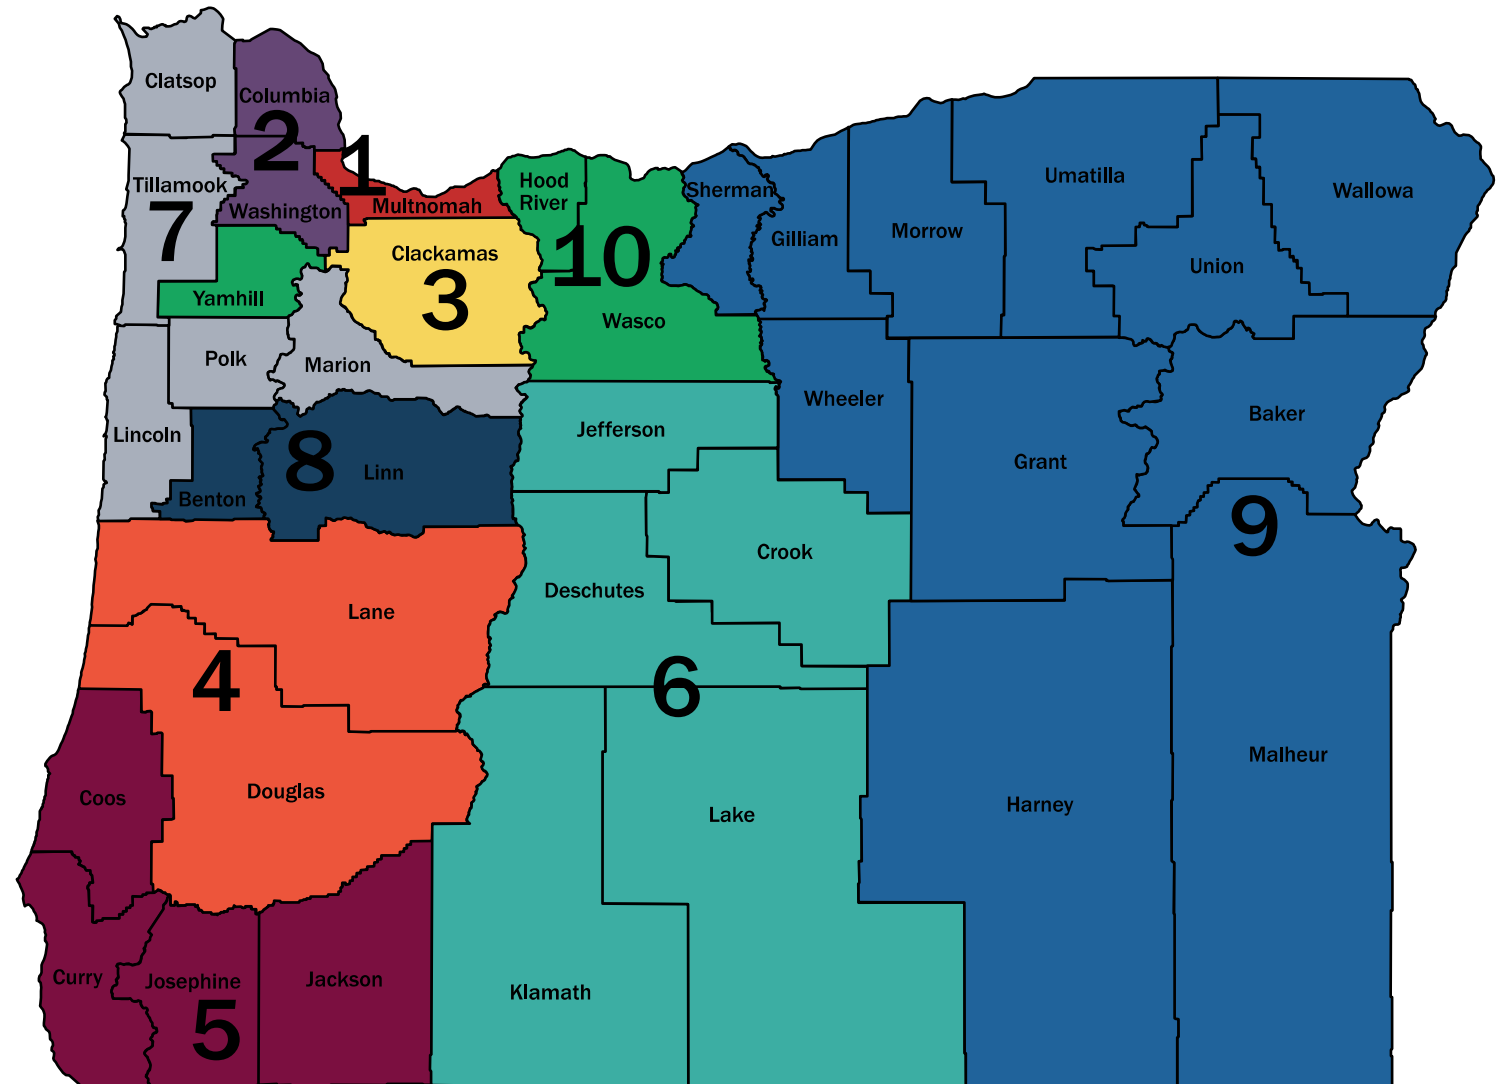 Clatsop
Columbia
2
1
Tillamook
7
Washington
Multnomah
Hood
River
Sherman
Gilliam
Morrow
Umatilla
Wallowa
Union
Clackamas
3
10
Yamhill
Wasco
Polk
Marion
Lincoln
Jefferson
Wheeler
Grant
Baker
8
Linn
Benton
9
Crook
Deschutes
Lane
4
6
Coos
Douglas
Lake
Harney
Malheur
Curry
Josephine
5
Jackson
Klamath